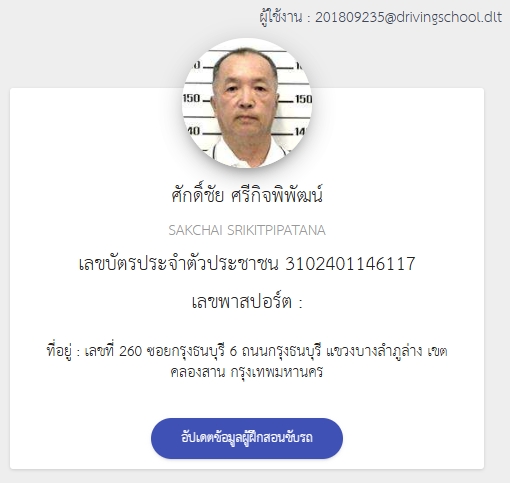 ผู้ใช้งาน : 201809235@drivingschool.dlt
150
150
140
14
ศักดิ์ชัย ศรีกิจพิพัฒน์
SAKCHAI SRIKITPIPATANA
เลขบัตรประจำตัวประชาชน 3102401146117
เลขพาสปอร์ต :
ที่อยู่ : เลขที่ 260 ซอยกรุงธนบุรี 6 ถนนกรุงธนบุรี แขวงบางลำภูล่าง เขต
คลองสาน กรุงเทพมหานคร
อัปเดตข้อมูลผู้ฝึกสอนขับรถ